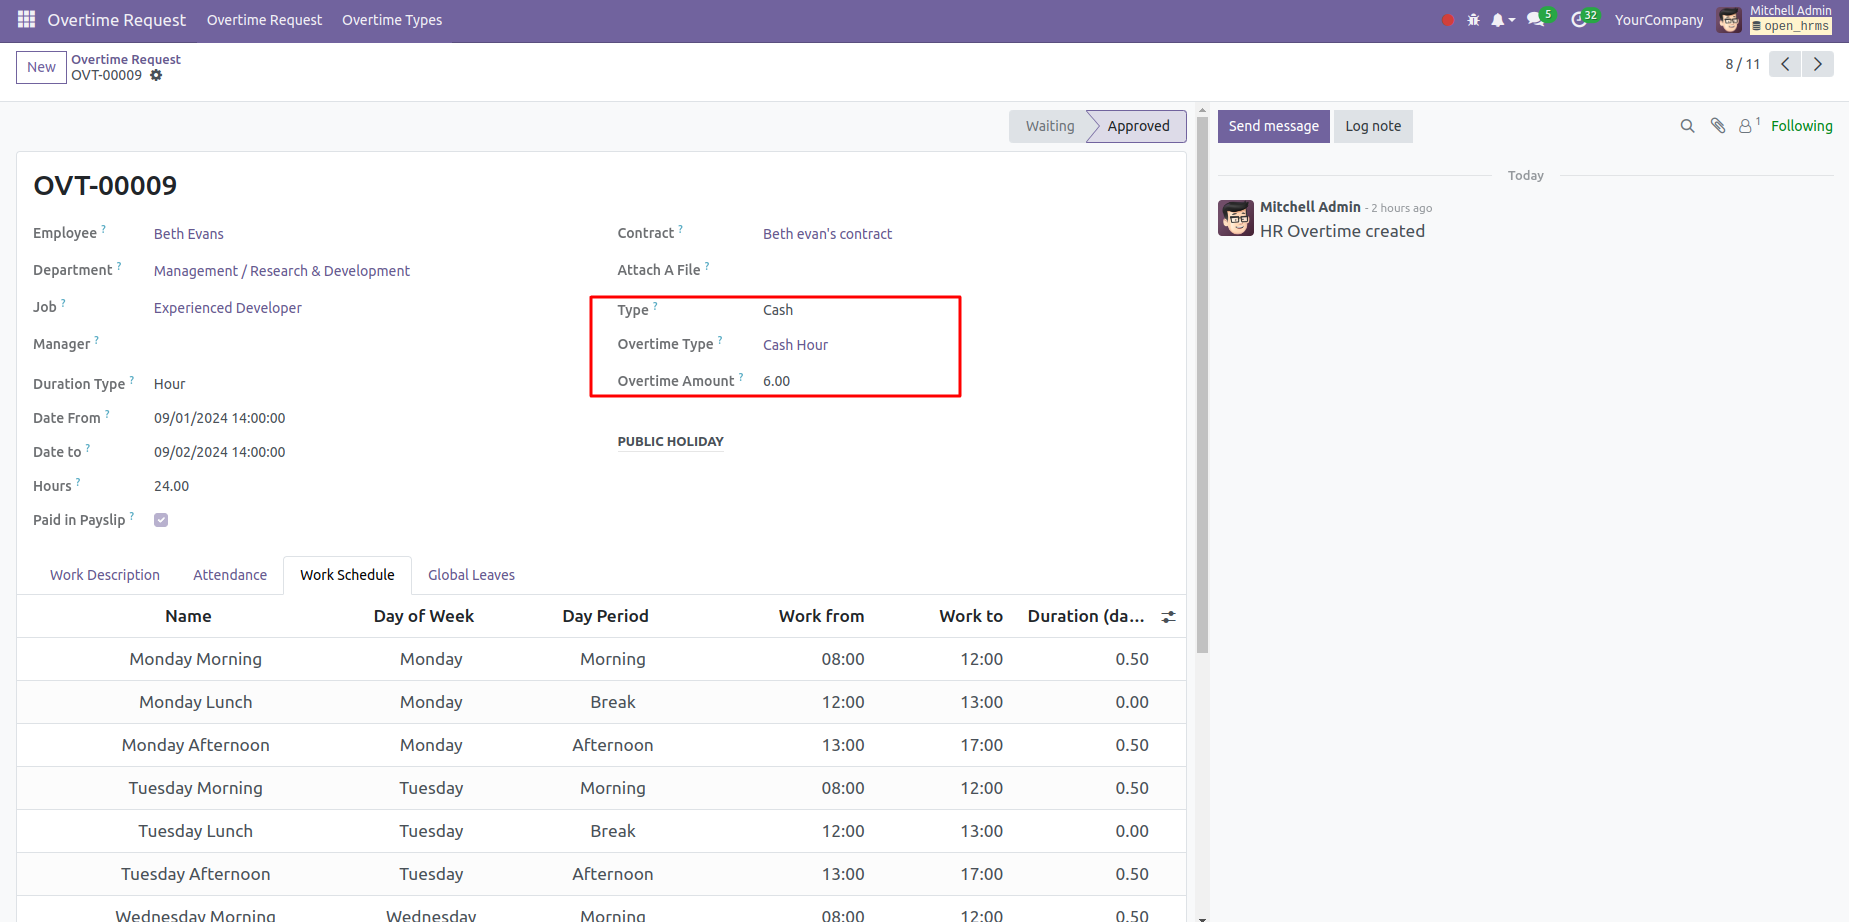 Overtime Request Overtime Request Overtime Types 5 32 YourCompany Mitchell Admin
open_hrms
New Overtime Request
OVT-00009
8 / 11
Waiting Approved
Send message Log note 1 Following
OVT-00009
Today
Mitchell Admin - 2 hours ago
HR Overtime created
Employee ? Beth Evans
Department ? Management / Research & Development
Job ? Experienced Developer
Manager ?
Duration Type ? Hour
Date From ? 09/01/2024 14:00:00
Date to ? 09/02/2024 14:00:00
Hours ? 24.00
Paid in Payslip ?
Contract ? Beth evan's contract
Attach A File ?
Type ? Cash
Overtime Type ? Cash Hour
Overtime Amount ? 6.00
PUBLIC HOLIDAY
Work Description Attendance Work Schedule Global Leaves
Name Day of Week Day Period Work from Work to Duration (da...
Monday Morning Monday Morning 08:00 12:00 0.50
Monday Lunch Monday Break 12:00 13:00 0.00
Monday Afternoon Monday Afternoon 13:00 17:00 0.50
Tuesday Morning Tuesday Morning 08:00 12:00 0.50
Tuesday Lunch Tuesday Break 12:00 13:00 0.00
Tuesday Afternoon Tuesday Afternoon 13:00 17:00 0.50
Wednesday Morning Wednesday Morning 08:00 12:00 0.50